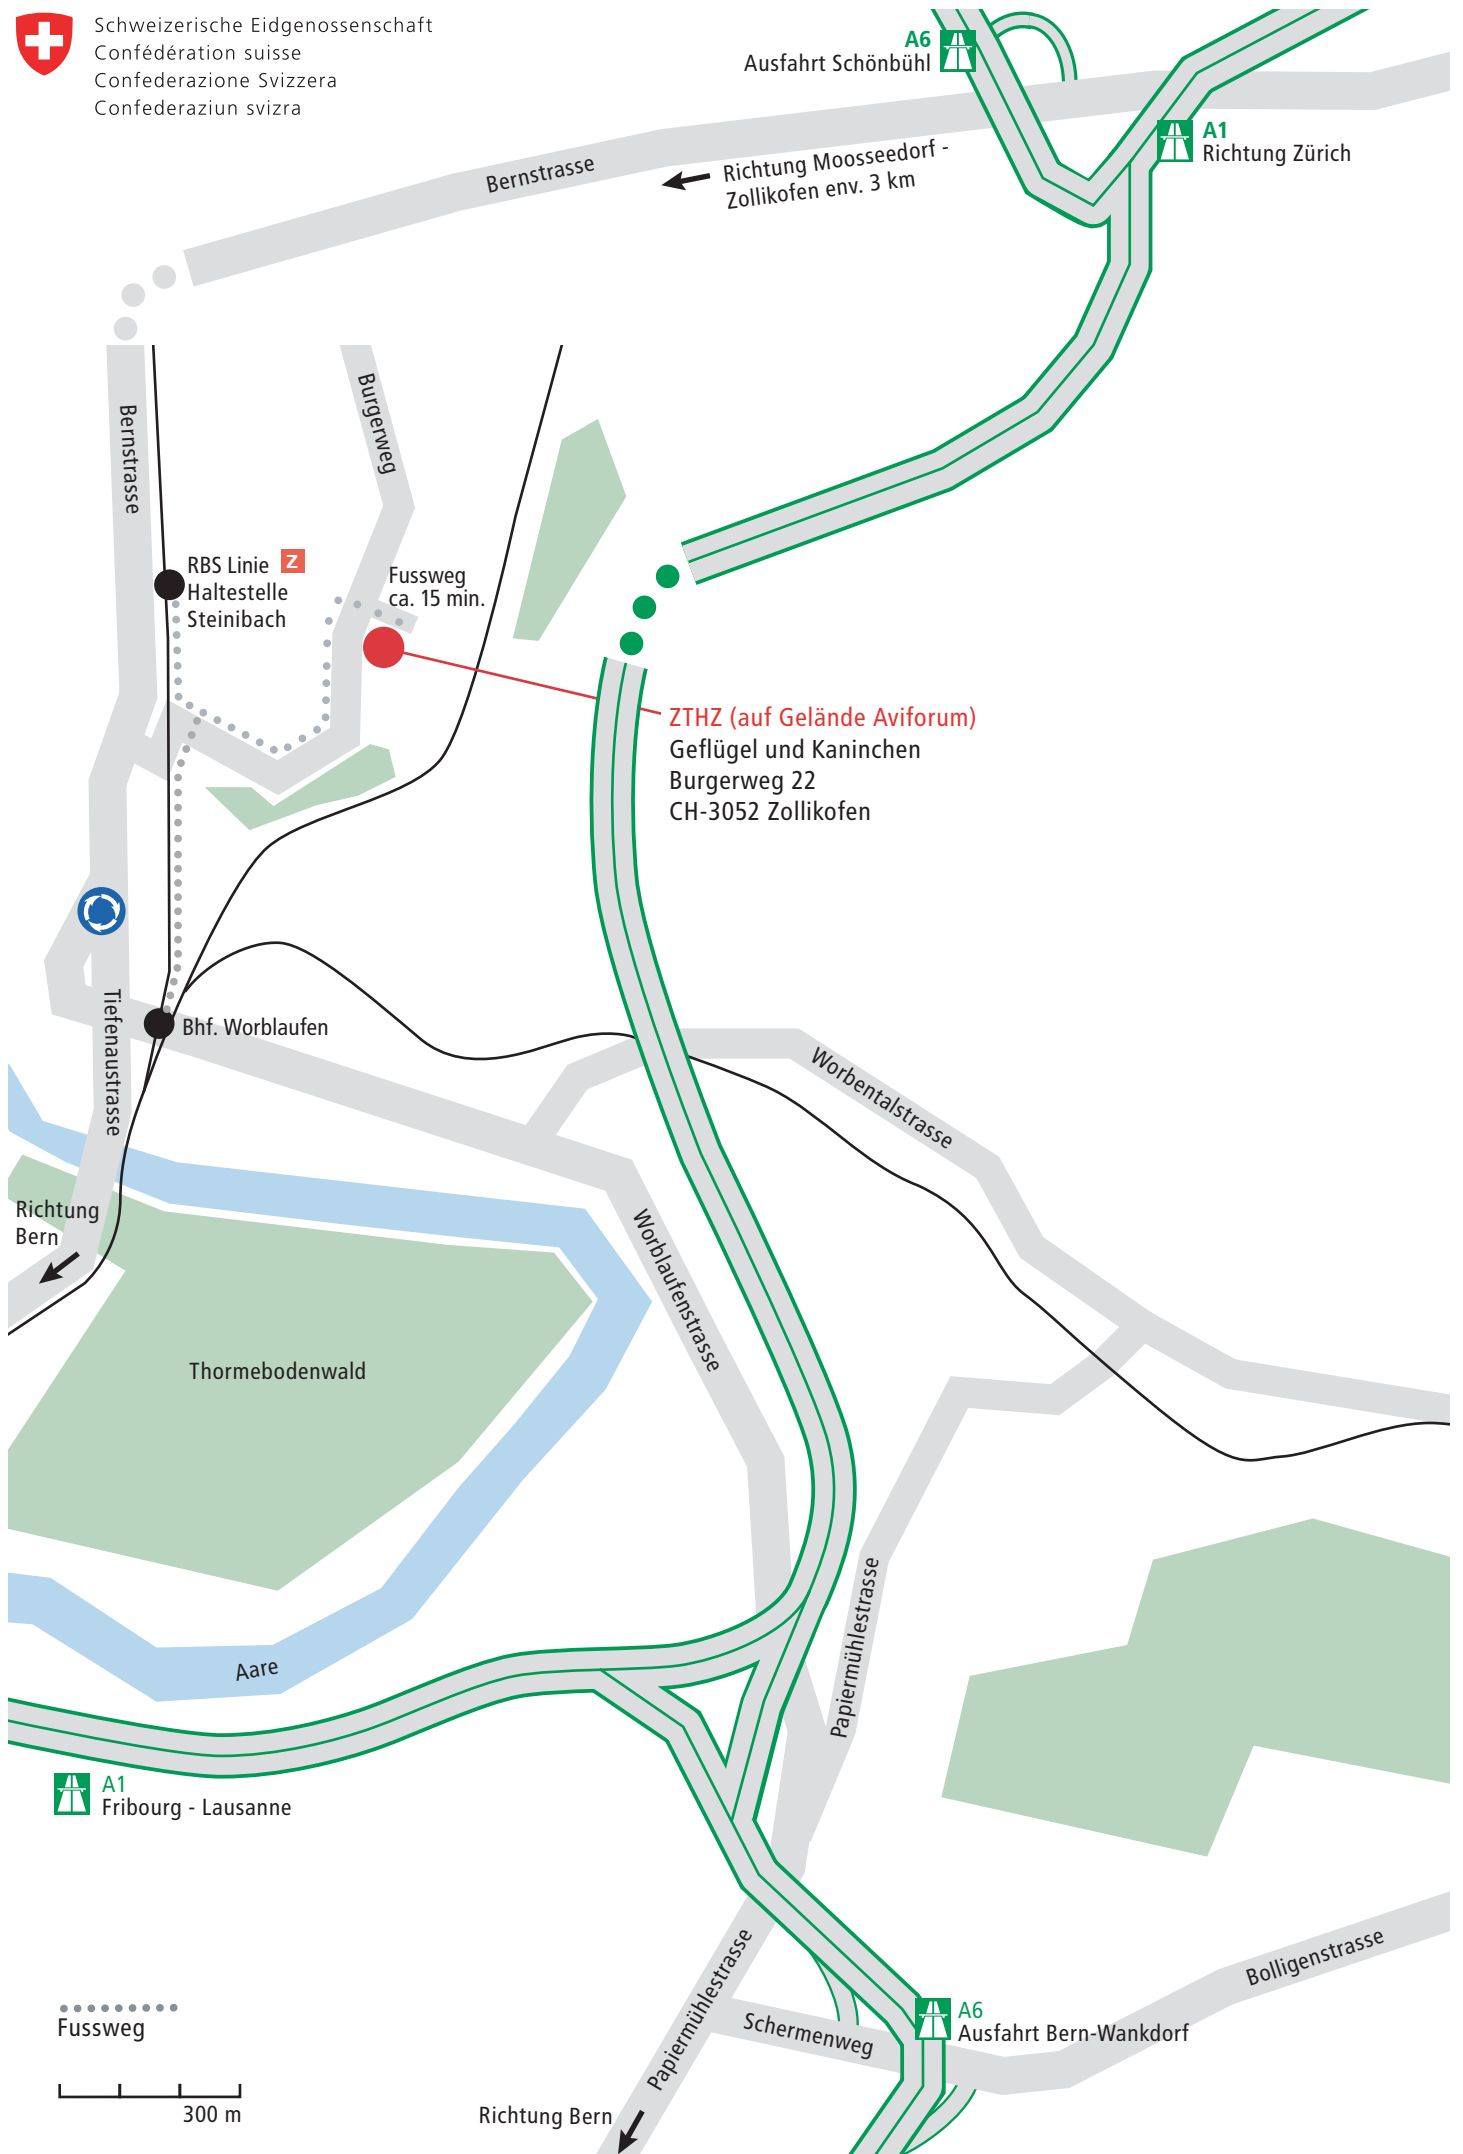 Schweizerische Eidgenossenschaft
Confédération suisse
Confederazione Svizzera
Confederaziun svizra
A6
Ausfahrt Schönbühl
A1
Richtung Zürich
Bernstrasse
Richtung Moosseedorf -
Zollikofen env. 3 km
Bernstrasse
Burgerweg
RBS Linie Z
Haltestelle
Steinibach
Fussweg
ca. 15 min.
ZTHZ (auf Gelände Aviforum)
Geflügel und Kaninchen
Burgerweg 22
CH-3052 Zollikofen
Tiefenaustrasse
Bhf. Worblaufen
Worbentalstrasse
Richtung
Bern
Worblaufenstrasse
Thormebodenwald
Papiermühlestrasse
Aare
A1
Fribourg - Lausanne
Papiermühlestrasse
Bolligenstrasse
Schermenweg
A6
Ausfahrt Bern-Wankdorf
Fussweg
300 m
Richtung Bern